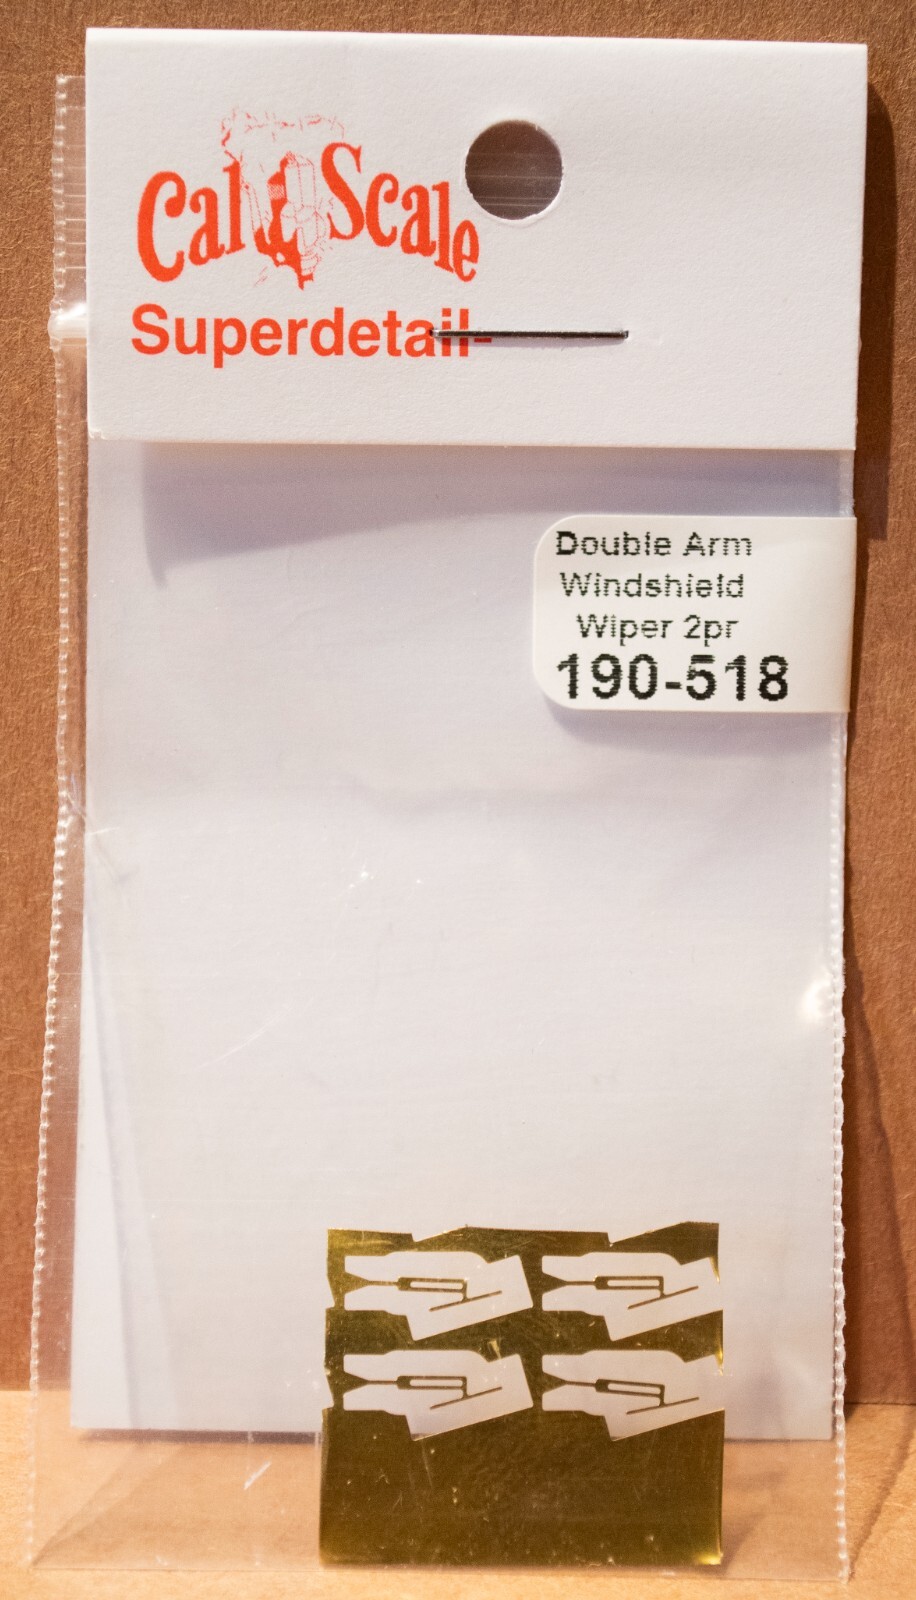 Cal Scale
Superdetail
Double Arm
Windshield
Wiper 2pr
190-518